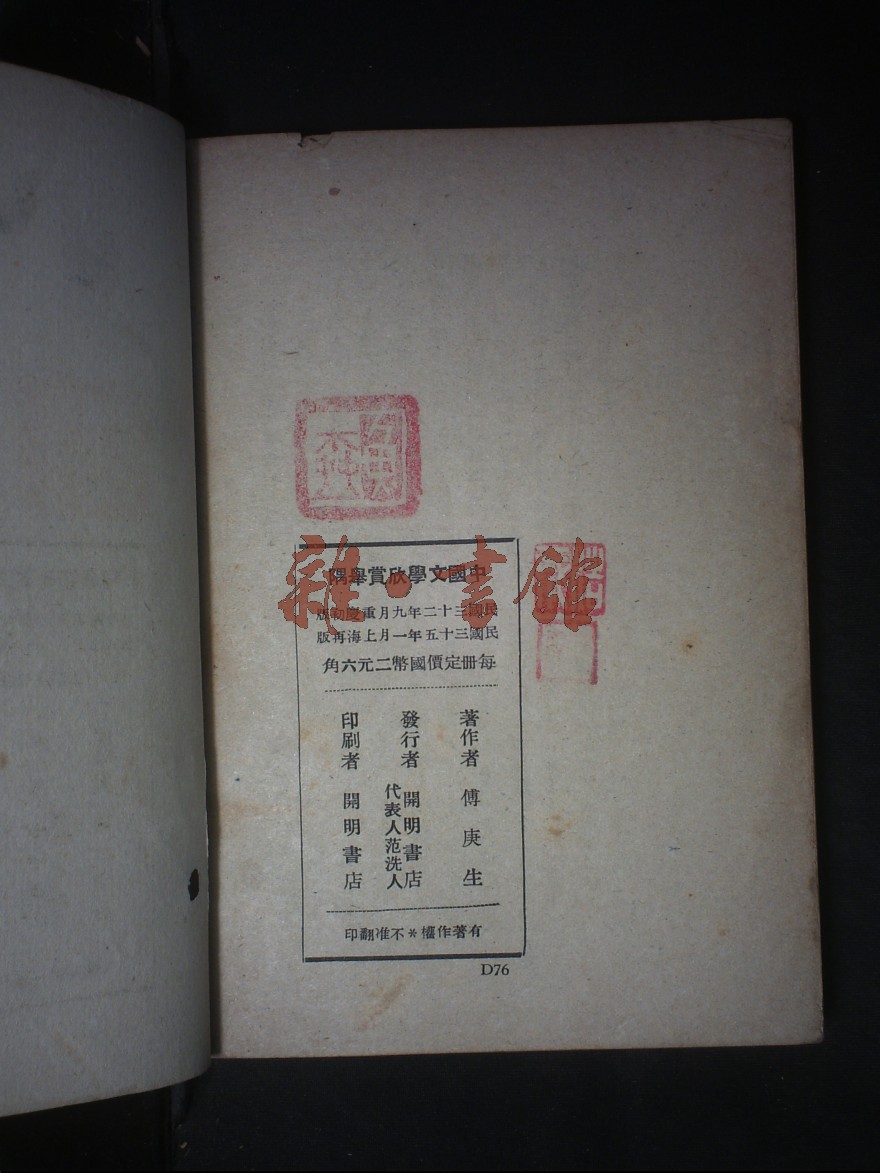 中國文學欣賞舉隅
民國三十二年九月重慶初版
民國三十五年一月上海再版
每冊定價國幣二元六角
著作者 傅庚生
發行者 開明書店
代表人范洗人
印刷者 開明書店
有著作權*不准翻印
D76
雜·書館